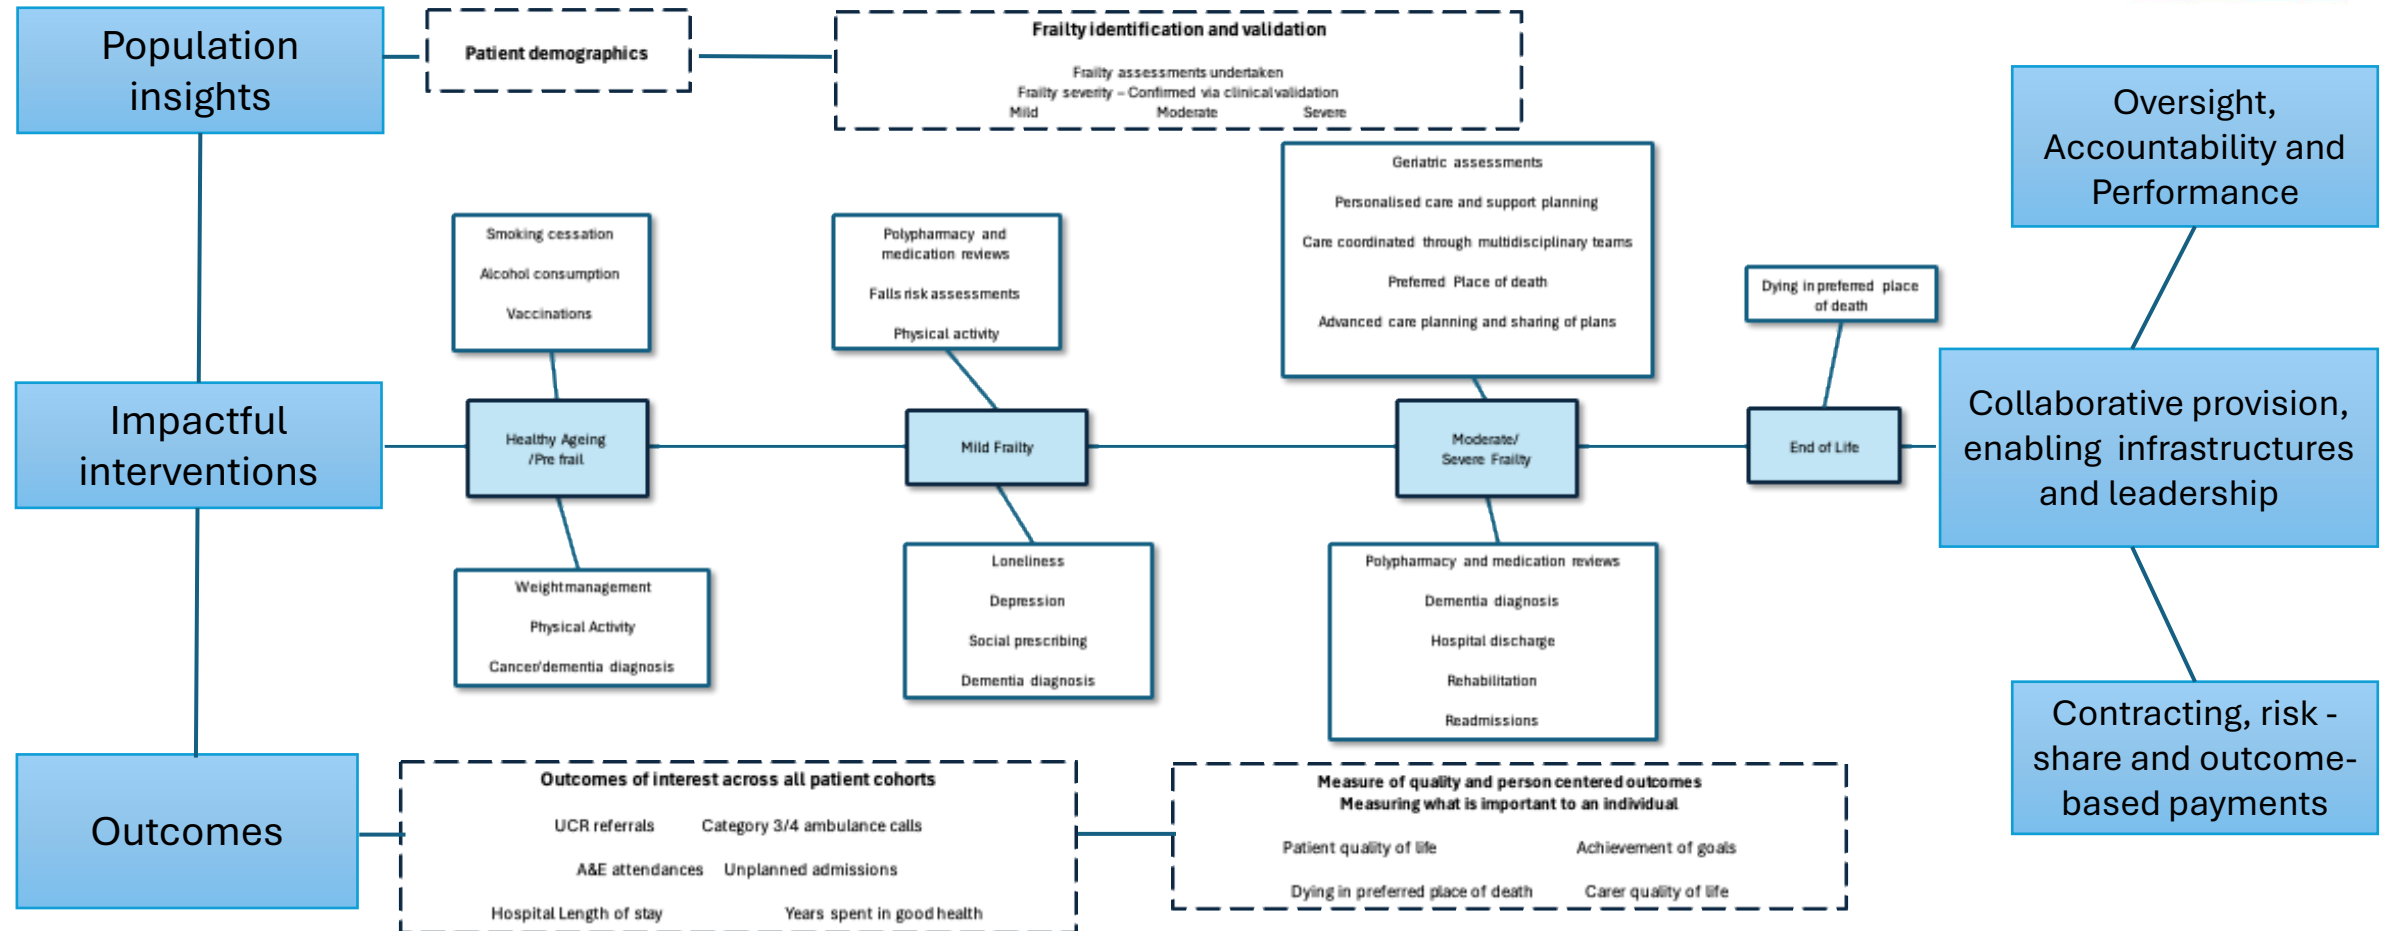 Population
insights
Patient demographics
Frailty identification and validation
Frailty assessments undertaken
Frailty severity – Confirmed via clinical validation
Mild Moderate Severe
Oversight,
Accountability and
Performance
Smoking cessation
Alcohol consumption
Vaccinations
Polypharmacy and
medication reviews
Falls risk assessments
Physical activity
Geriatric assessments
Personalised care and support planning
Care coordinated through multidisciplinary teams
Preferred Place of death
Advanced care planning and sharing of plans
Dying in preferred place
of death
Impactful
interventions
Healthy Ageing
/Pre frail
Mild Frailty
Moderate/
Severe Frailty
End of Life
Collaborative provision,
enabling infrastructures
and leadership
Weight management
Physical Activity
Cancer/dementia diagnosis
Loneliness
Depression
Social prescribing
Dementia diagnosis
Polypharmacy and medication reviews
Dementia diagnosis
Hospital discharge
Rehabilitation
Readmissions
Contracting, risk -
share and outcome-
based payments
Outcomes
Outcomes of interest across all patient cohorts
UCR referrals Category 3/4 ambulance calls
A&E attendances Unplanned admissions
Hospital Length of stay Years spent in good health
Measure of quality and person centered outcomes
Measuring what is important to an individual
Patient quality of life Achievement of goals
Dying in preferred place of death Carer quality of life